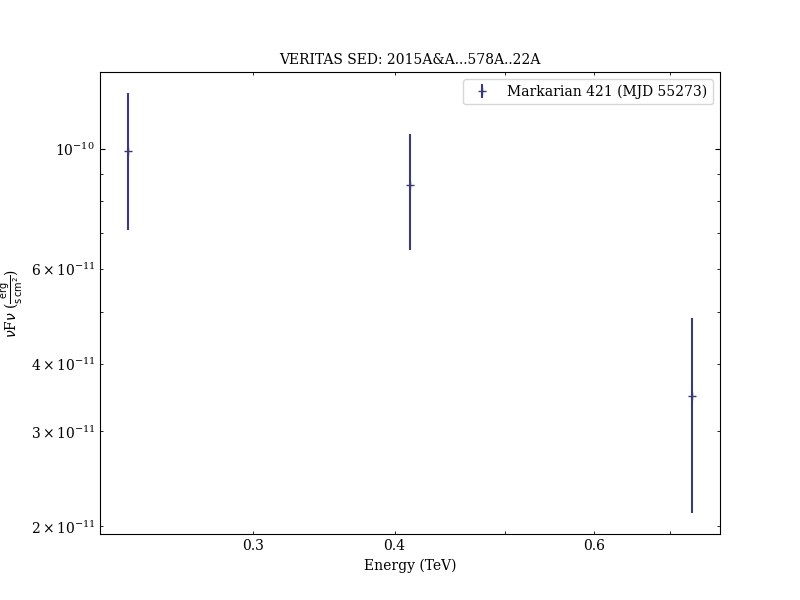 VERITAS SED: 2015A&A...578A..22A
Markarian 421 (MJD 55273)
10⁻¹⁰
6×10⁻¹¹
4×10⁻¹¹
3×10⁻¹¹
2×10⁻¹¹
νFν (erg/s cm²)
0.3 0.4 0.6
Energy (TeV)